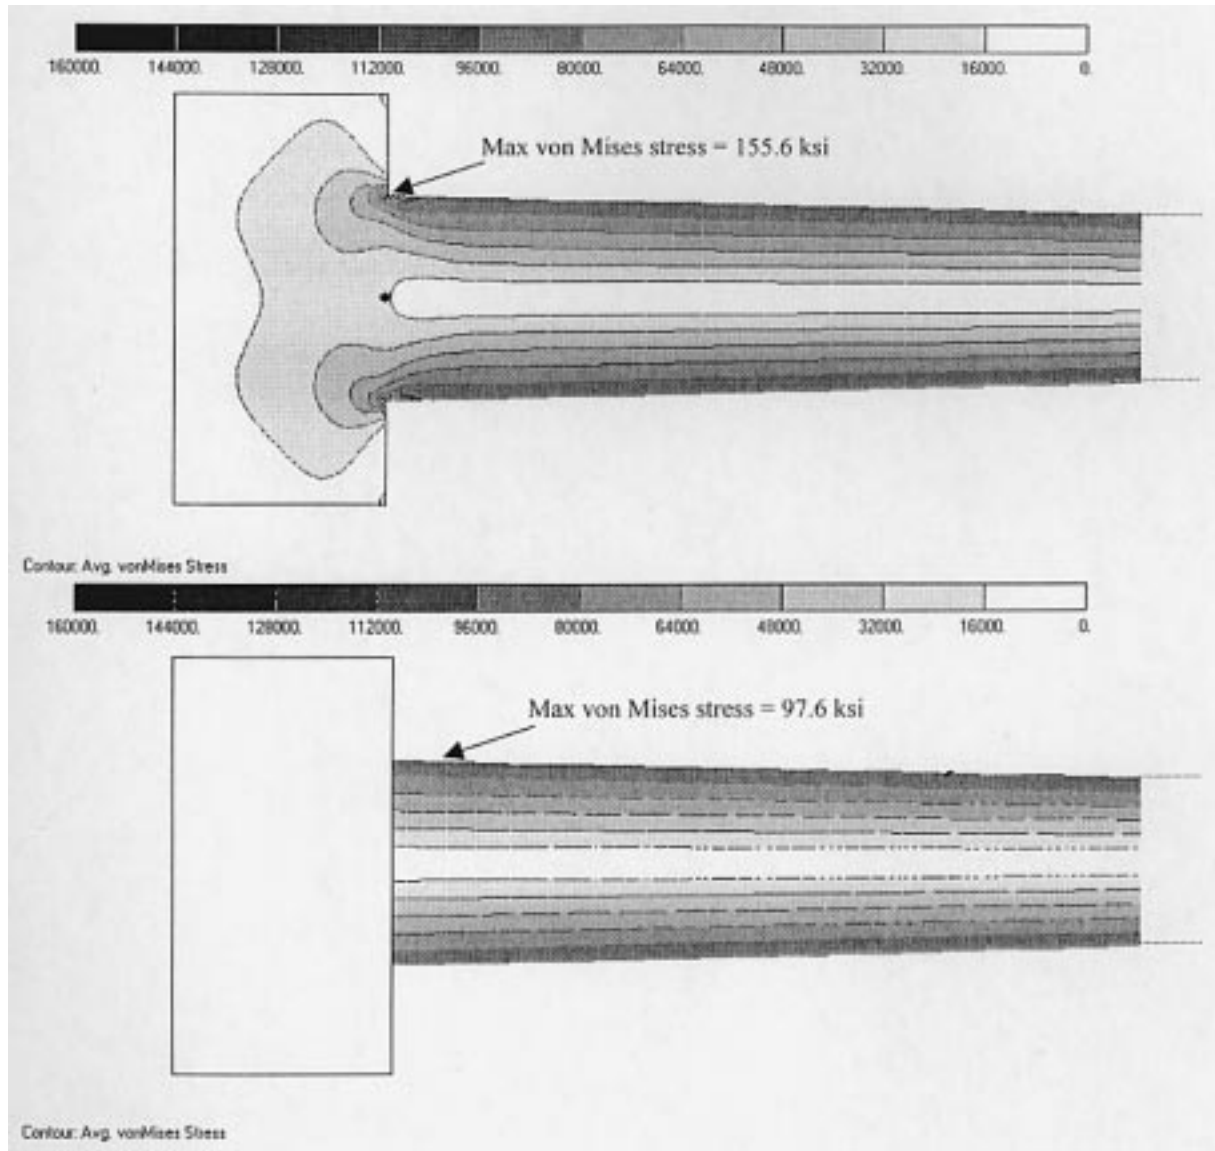 160000. 144000. 128000. 112000. 96000. 80000. 64000. 48000. 32000. 16000. 0.
Max von Mises stress = 155.6 ksi
Contour: Avg. vonMises Stress
160000. 144000. 128000. 112000. 96000. 80000. 64000. 48000. 32000. 16000. 0.
Max von Mises stress = 97.6 ksi
Contour: Avg. vonMises Stress